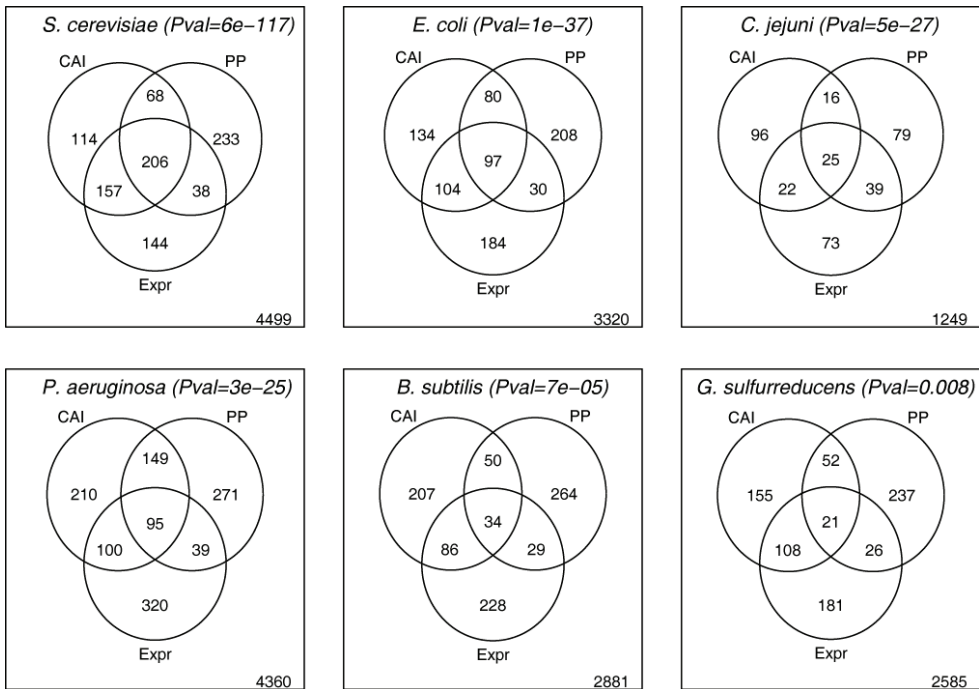 S. cerevisiae (Pval=6e−117)
CAI
PP
68
114
233
206
157
38
144
Expr
4499
E. coli (Pval=1e−37)
CAI
PP
80
134
208
97
104
30
184
Expr
3320
C. jejuni (Pval=5e−27)
CAI
PP
16
96
79
25
22
39
73
Expr
1249
P. aeruginosa (Pval=3e−25)
CAI
PP
149
210
271
95
100
39
320
Expr
4360
B. subtilis (Pval=7e−05)
CAI
PP
50
207
264
34
86
29
228
Expr
2881
G. sulfurreducens (Pval=0.008)
CAI
PP
52
155
237
21
108
26
181
Expr
2585